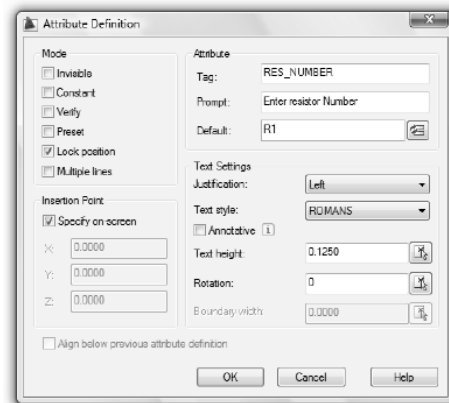 Attribute Definition
Mode
Invisible
Constant
Verify
Preset
Lock position
Multiple lines
Insertion Point
Specify on-screen
X: 0.0000
Y: 0.0000
Z: 0.0000
Attribute
Tag: RES_NUMBER
Prompt: Enter resistor Number
Default: R1
Text Settings
Justification: Left
Text style: ROMANS
Annotative i
Text height: 0.1250
Rotation: 0
Boundary width: 0.0000
Align below previous attribute definition
OK Cancel Help